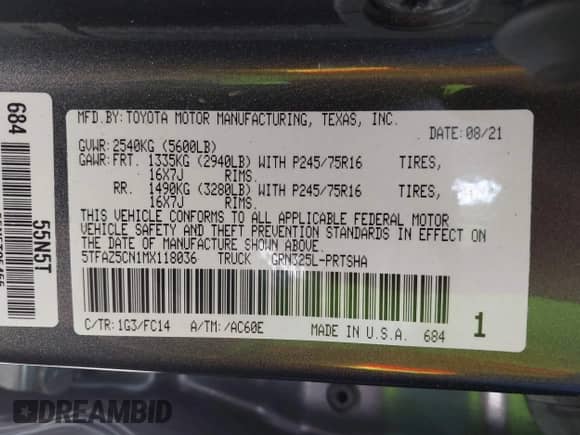 MFD.BY:TOYOTA MOTOR MANUFACTURING, TEXAS, INC.
DATE:08/21
GVWR: 2540KG (5600LB)
GAWR:FRT. 1335KG (2940LB) WITH P245/75R16 TIRES,
16X7J RIMS.
RR. 1490KG (3280LB) WITH P245/75R16 TIRES,
16X7J RIMS.
THIS VEHICLE CONFORMS TO ALL APPLICABLE FEDERAL MOTOR
VEHICLE SAFETY AND THEFT PREVENTION STANDARDS IN EFFECT ON
THE DATE OF MANUFACTURE SHOWN ABOVE.
5TFAZ5CN1MX118036 TRUCK GRN325L-PRTSHA
C/TR:1G3/FC14 A/TM:/AC60E MADE IN U.S.A. 684
1
684
55N5T
DREAMBID